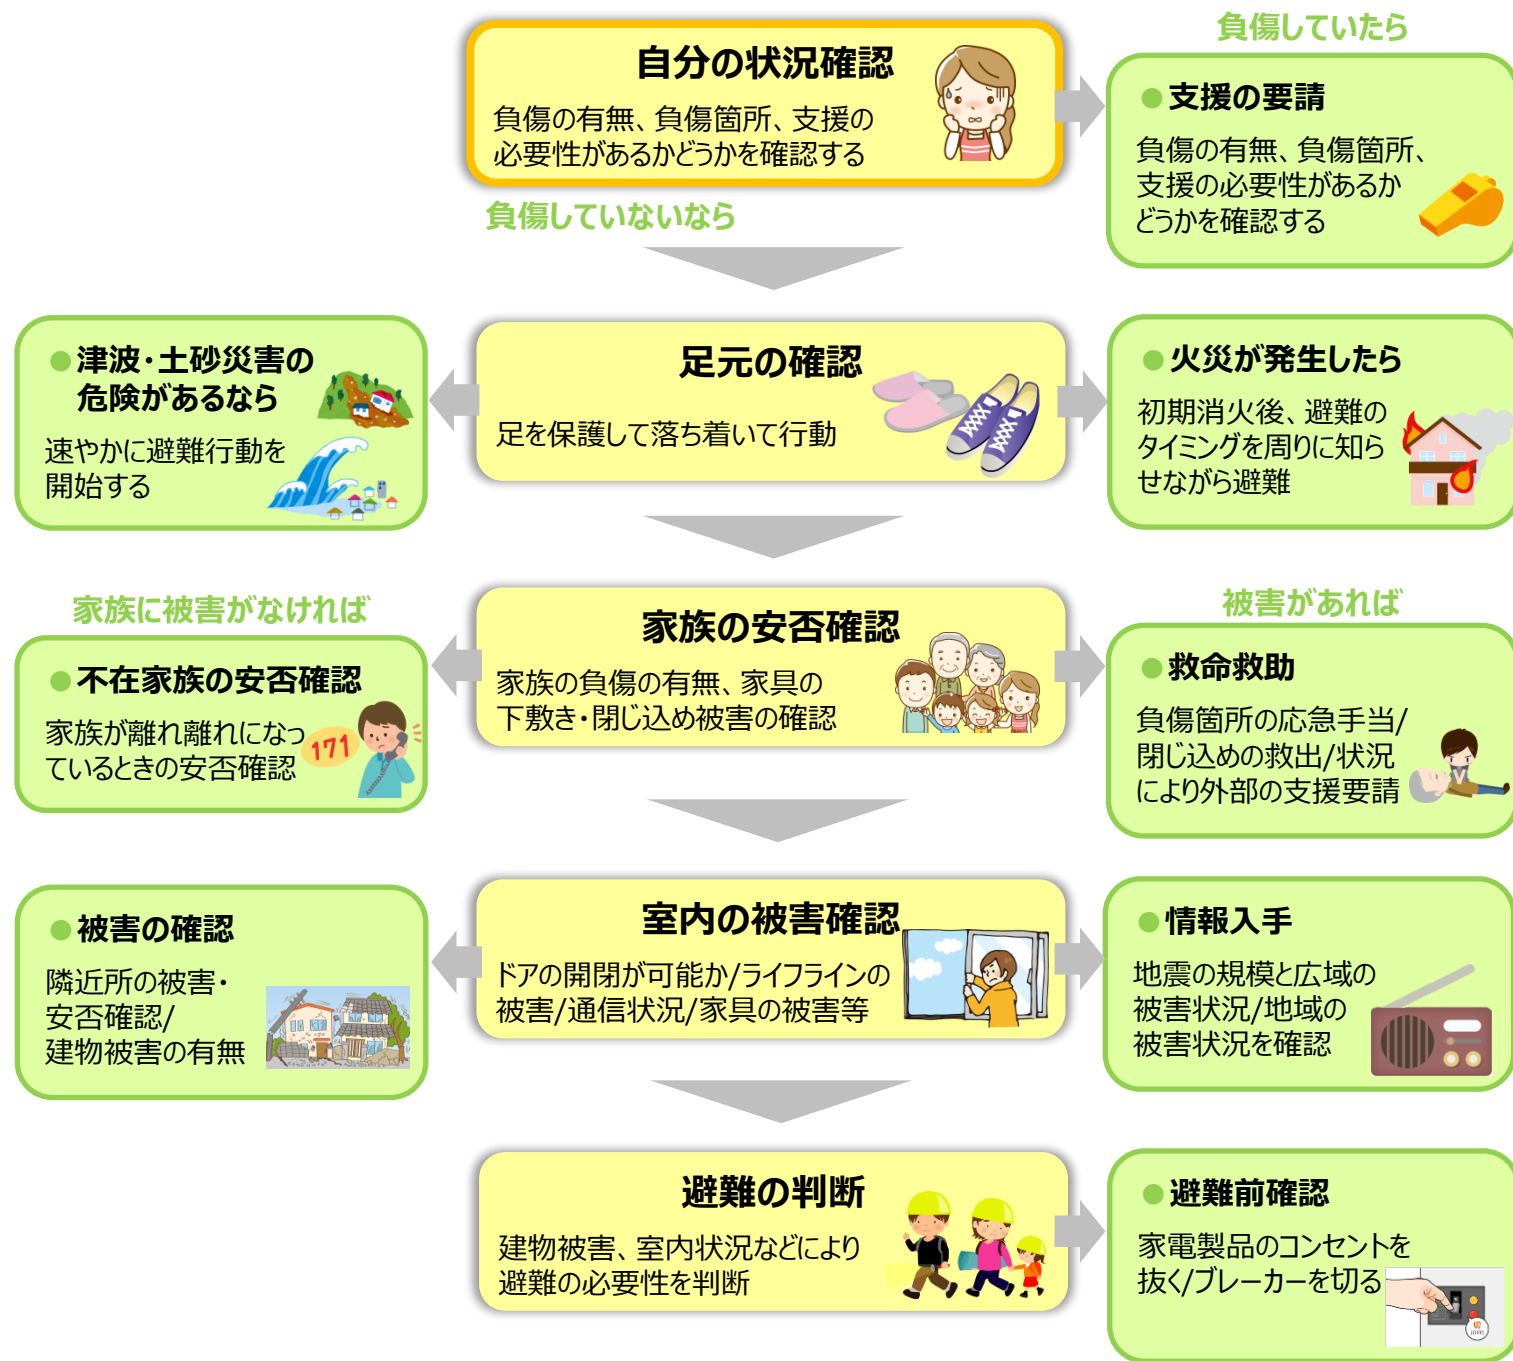 自分の状況確認
負傷の有無、負傷箇所、支援の
必要性があるかどうかを確認する
負傷していたら
●支援の要請
負傷の有無、負傷箇所、
支援の必要性があるか
どうかを確認する
負傷していないなら
●津波・土砂災害の
危険があるなら
速やかに避難行動を
開始する
足元の確認
足を保護して落ち着いて行動
●火災が発生したら
初期消火後、避難の
タイミングを周りに知ら
せながら避難
家族に被害がなければ
●不在家族の安否確認
家族が離れ離れになっ
ているときの安否確認
171
家族の安否確認
家族の負傷の有無、家具の
下敷き・閉じ込め被害の確認
被害があれば
●救命救助
負傷箇所の応急手当/
閉じ込めの救出/状況
により外部の支援要請
●被害の確認
隣近所の被害・
安否確認/
建物被害の有無
室内の被害確認
ドアの開閉が可能か/ライフラインの
被害/通信状況/家具の被害等
●情報入手
地震の規模と広域の
被害状況/地域の
被害状況を確認
避難の判断
建物被害、室内状況などにより
避難の必要性を判断
●避難前確認
家電製品のコンセントを
抜く/ブレーカーを切る
切
(OFF)